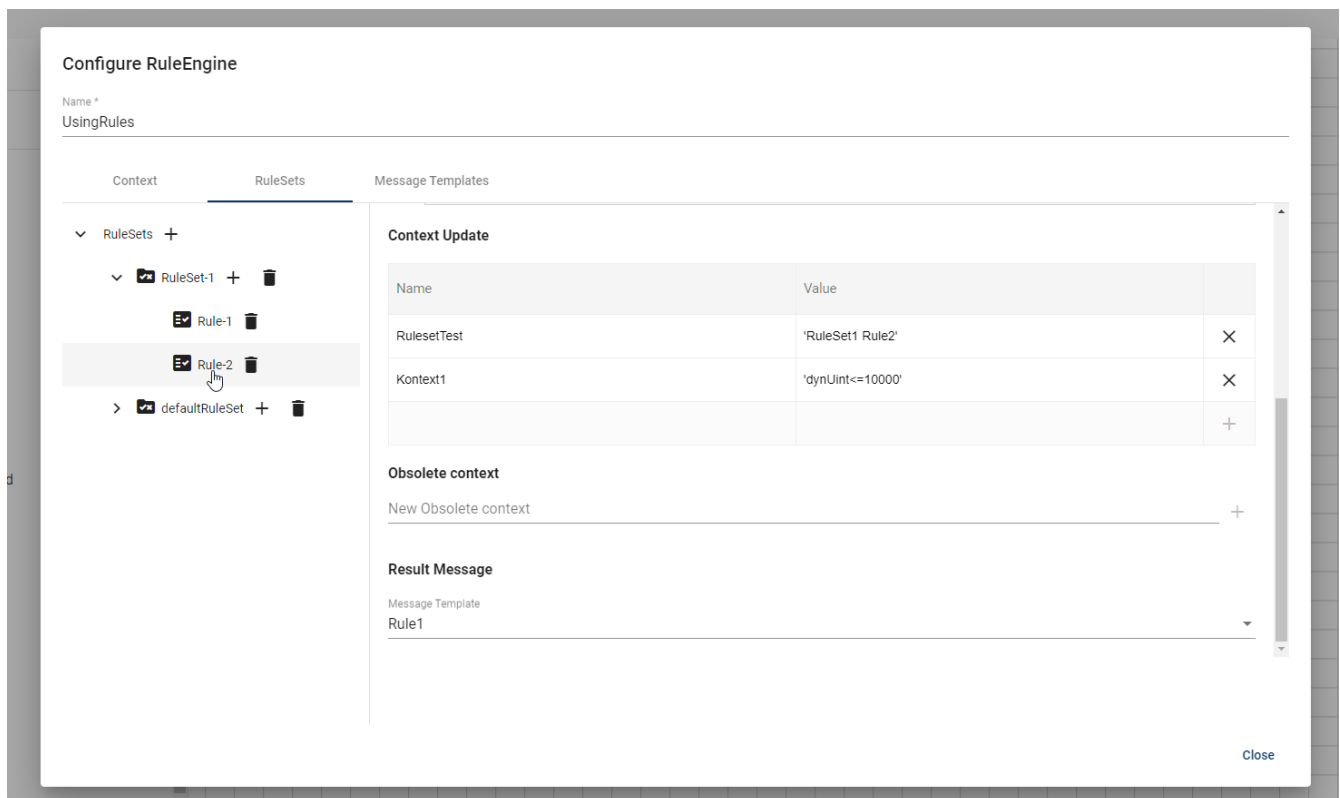 Configure RuleEngine
Name *
UsingRules
Context RuleSets Message Templates
RuleSets
RuleSet-1
Rule-1
Rule-2
defaultRuleSet
Context Update
Name Value
RulesetTest 'RuleSet1 Rule2'
Kontext1 'dynUint<=10000'
Obsolete context
New Obsolete context
Result Message
Message Template
Rule1
Close
d